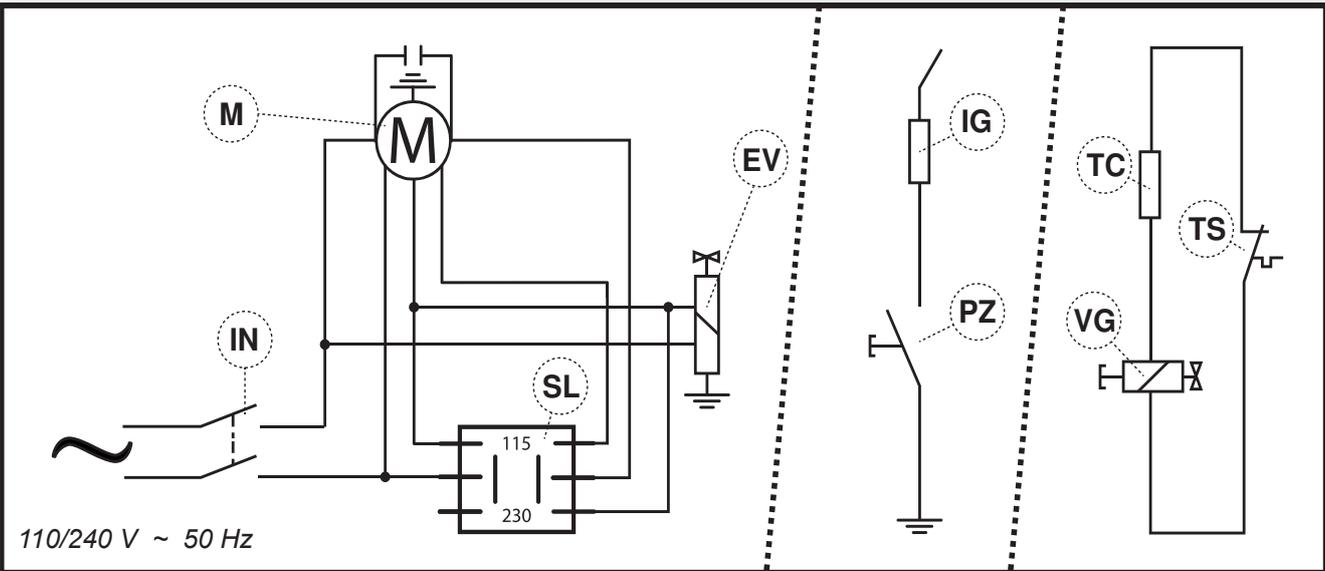 M
M
EV
IG
TC
TS
IN
PZ
VG
SL
115
230
110/240 V ~ 50 Hz